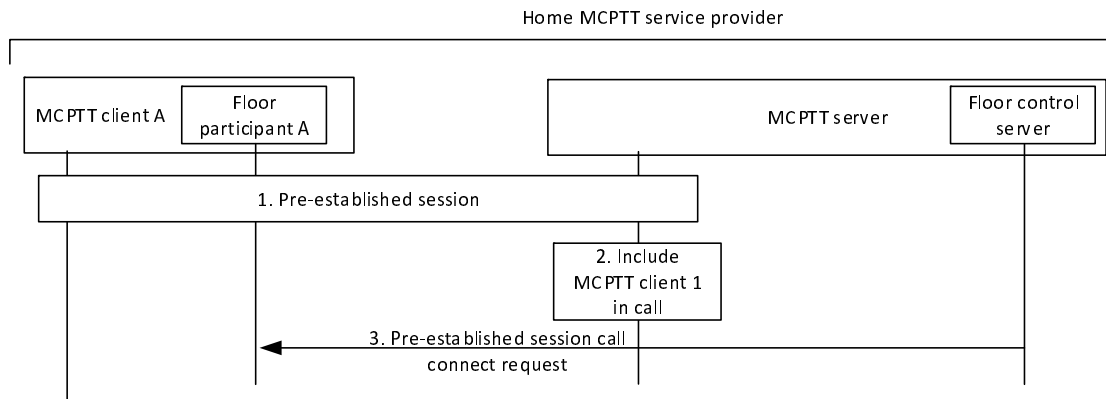 Home MCPTT service provider
MCPTT client A
Floor
participant A
MCPTT server
Floor control
server
1. Pre-established session
2. Include
MCPTT client 1
in call
3. Pre-established session call
connect request